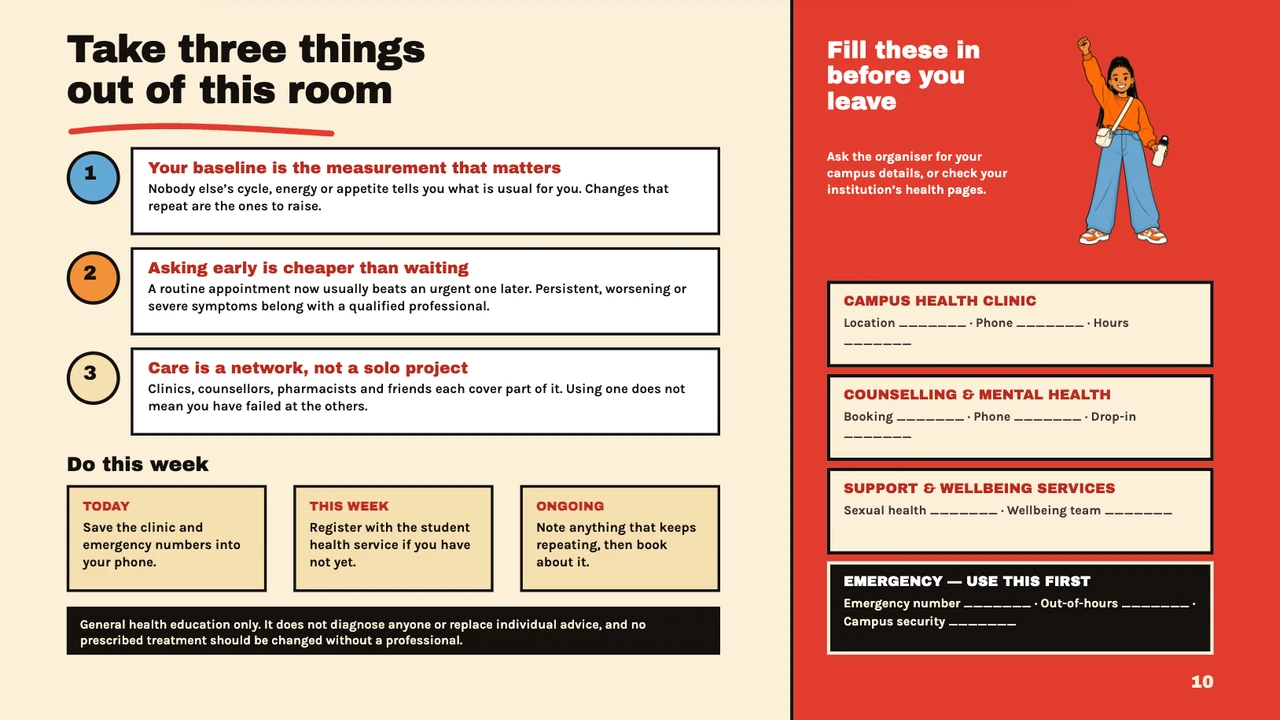 Take three things
out of this room
1
Your baseline is the measurement that matters
Nobody else’s cycle, energy or appetite tells you what is usual for you. Changes that
repeat are the ones to raise.
2
Asking early is cheaper than waiting
A routine appointment now usually beats an urgent one later. Persistent, worsening or
severe symptoms belong with a qualified professional.
3
Care is a network, not a solo project
Clinics, counsellors, pharmacists and friends each cover part of it. Using one does not
mean you have failed at the others.
Do this week
TODAY
Save the clinic and
emergency numbers into
your phone.
THIS WEEK
Register with the student
health service if you have
not yet.
ONGOING
Note anything that keeps
repeating, then book
about it.
General health education only. It does not diagnose anyone or replace individual advice, and no
prescribed treatment should be changed without a professional.
Fill these in
before you
leave
Ask the organiser for your
campus details, or check your
institution’s health pages.
CAMPUS HEALTH CLINIC
Location _______ · Phone _______ · Hours
_______
COUNSELLING & MENTAL HEALTH
Booking _______ · Phone _______ · Drop-in
_______
SUPPORT & WELLBEING SERVICES
Sexual health _______ · Wellbeing team _______
EMERGENCY — USE THIS FIRST
Emergency number _______ · Out-of-hours _______ ·
Campus security _______
10